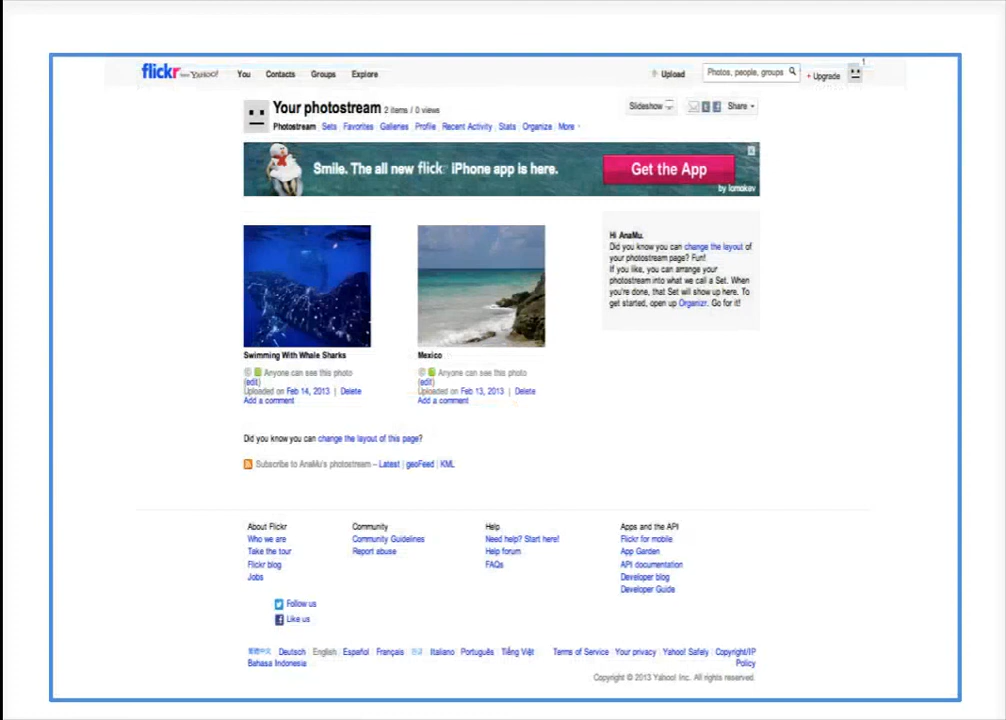 flickr from YAHOO! You Contacts Groups Explore Upload Photos, people, groups + Upgrade 1
Your photostream 2 items / 0 views Slideshow Share
Photostream Sets Favorites Galleries Profile Recent Activity Stats Organize More
Smile. The all new flickr iPhone app is here. Get the App
by lomokev
Hi AnaMu.
Did you know you can change the layout of
your photostream page? Fun!
If you like, you can arrange your
photostream into what we call a Set. When
you're done, that Set will show up here. To
get started, open up Organizr. Go for it!
Swimming With Whale Sharks
Anyone can see this photo
(edit)
Uploaded on Feb 14, 2013 | Delete
Add a comment
Mexico
Anyone can see this photo
(edit)
Uploaded on Feb 13, 2013 | Delete
Add a comment
Did you know you can change the layout of this page?
Subscribe to AnaMu's photostream – Latest | geoFeed | KML
About Flickr
Who we are
Take the tour
Flickr blog
Jobs
Community
Community Guidelines
Report abuse
Help
Need help? Start here!
Help forum
FAQs
Apps and the API
Flickr for mobile
App Garden
API documentation
Developer blog
Developer Guide
Follow us
Like us
繁體中文 Deutsch English Español Français 한글 Italiano Português Tiếng Việt
Bahasa Indonesia
Terms of Service Your privacy Yahoo! Safely Copyright/IP
Policy
Copyright © 2013 Yahoo! Inc. All rights reserved.